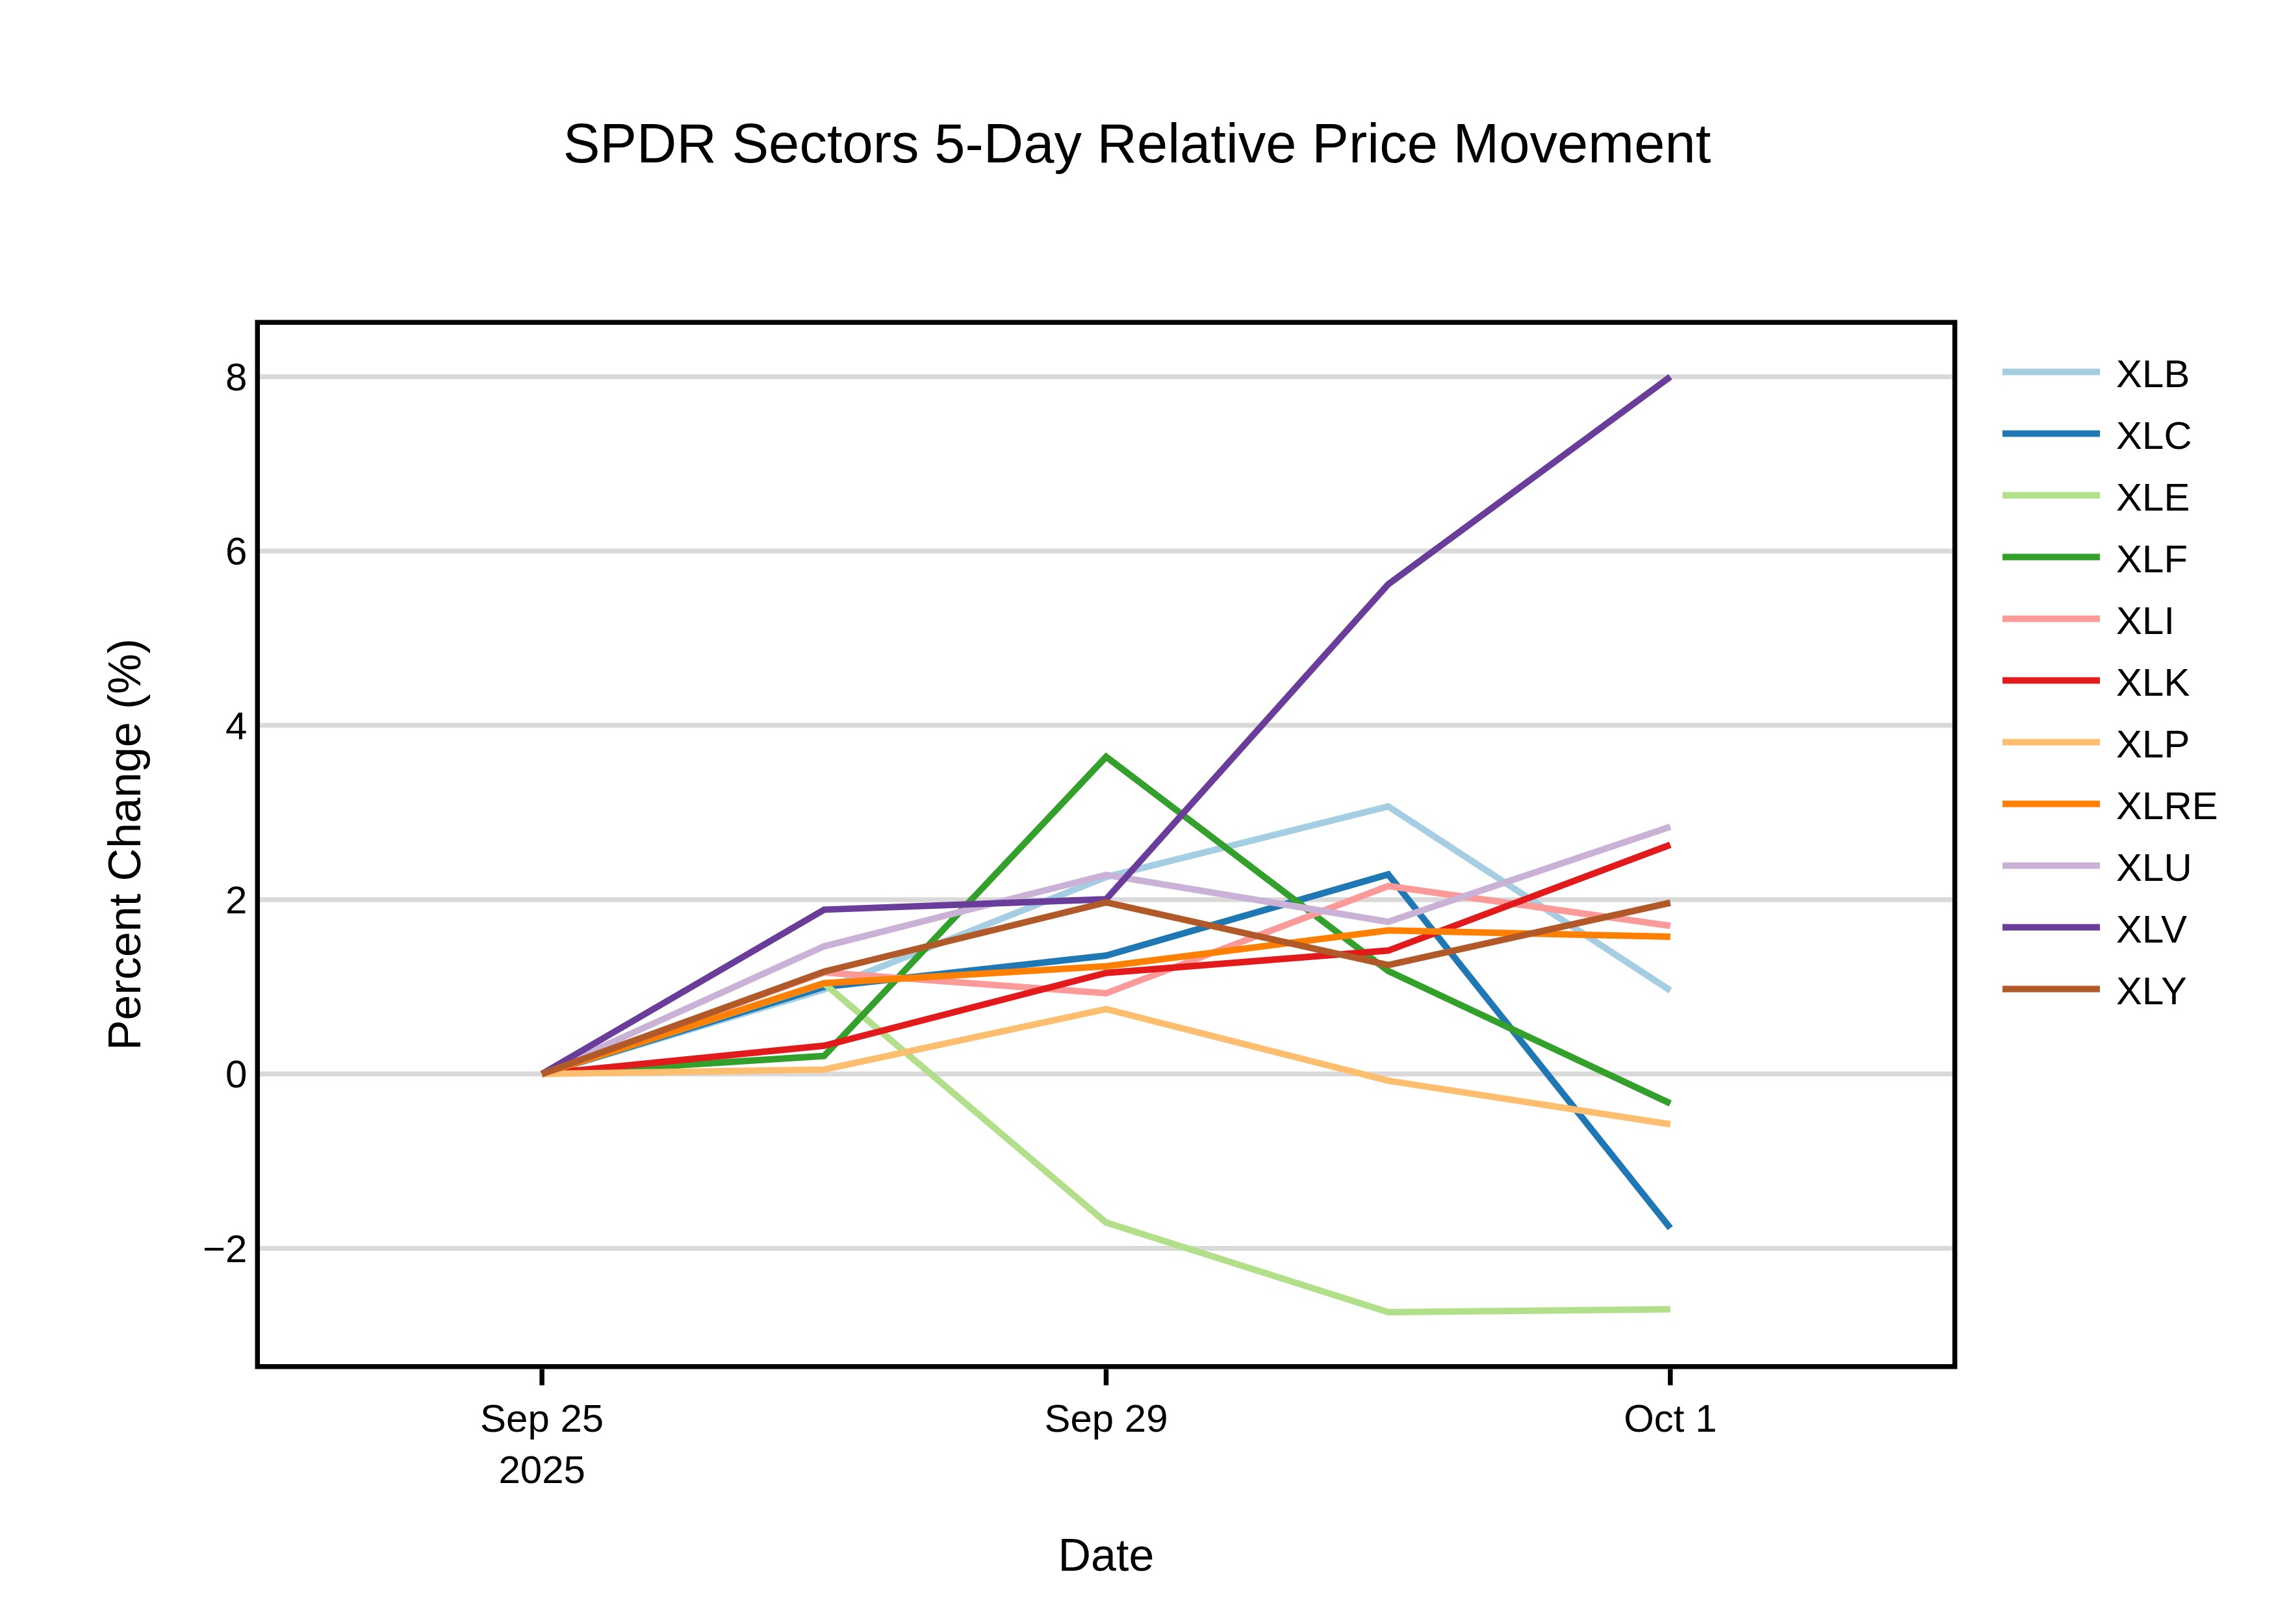 SPDR Sectors 5-Day Relative Price Movement
8
6
4
2
0
−2
Percent Change (%)
Sep 25
2025
Sep 29
Oct 1
Date
XLB
XLC
XLE
XLF
XLI
XLK
XLP
XLRE
XLU
XLV
XLY